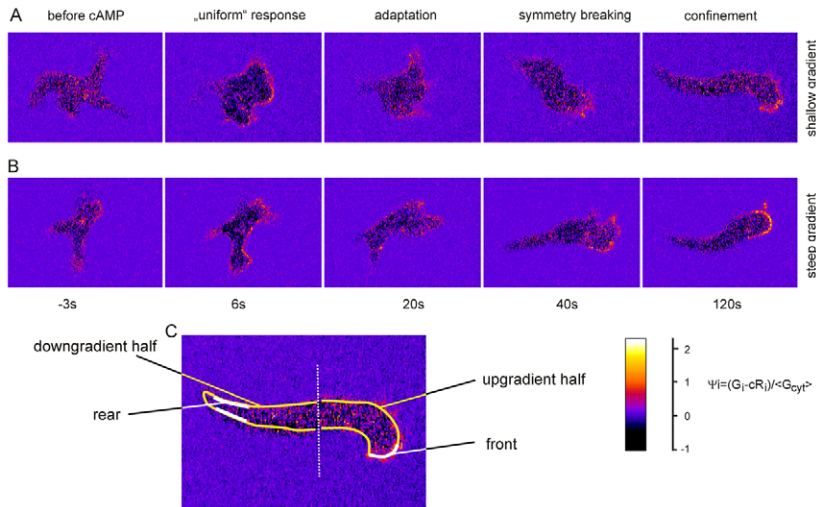 A
before cAMP
„uniform“ response
adaptation
symmetry breaking
confinement
shallow gradient
B
steep gradient
-3s
6s
20s
40s
120s
C
downgradient half
rear
upgradient half
front
2
1
0
-1
Ψi=(Gi-cRi)/<Gcyt>